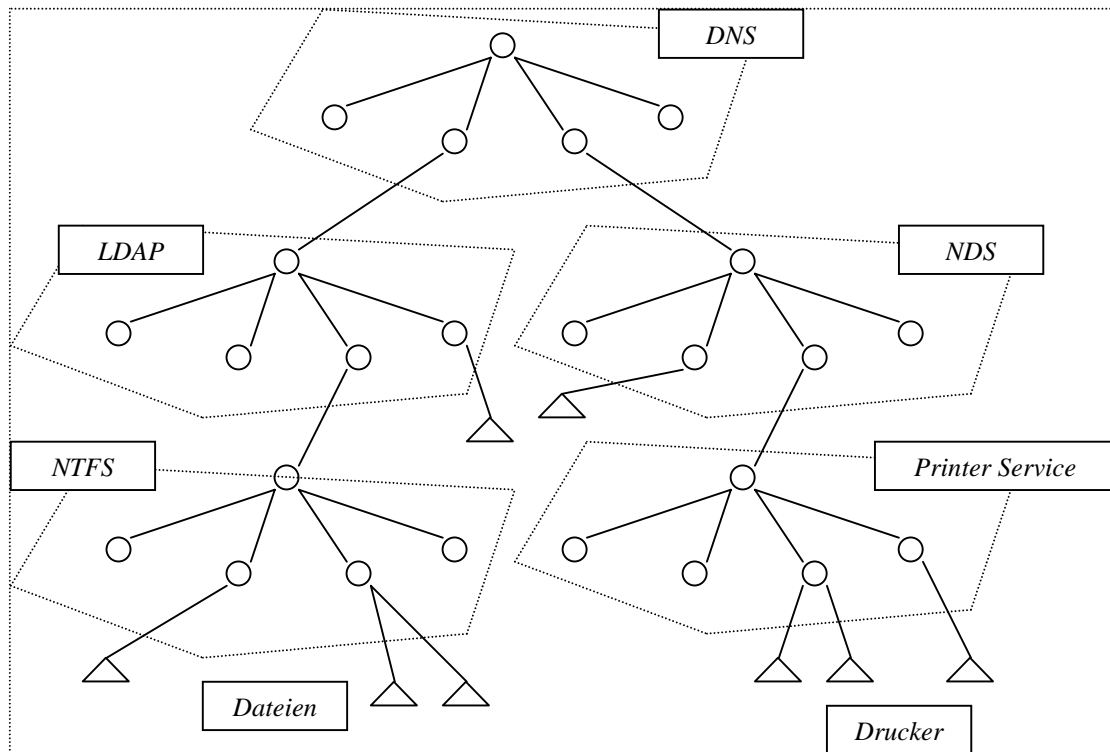 DNS
LDAP
NDS
NTFS
Printer Service
Dateien
Drucker